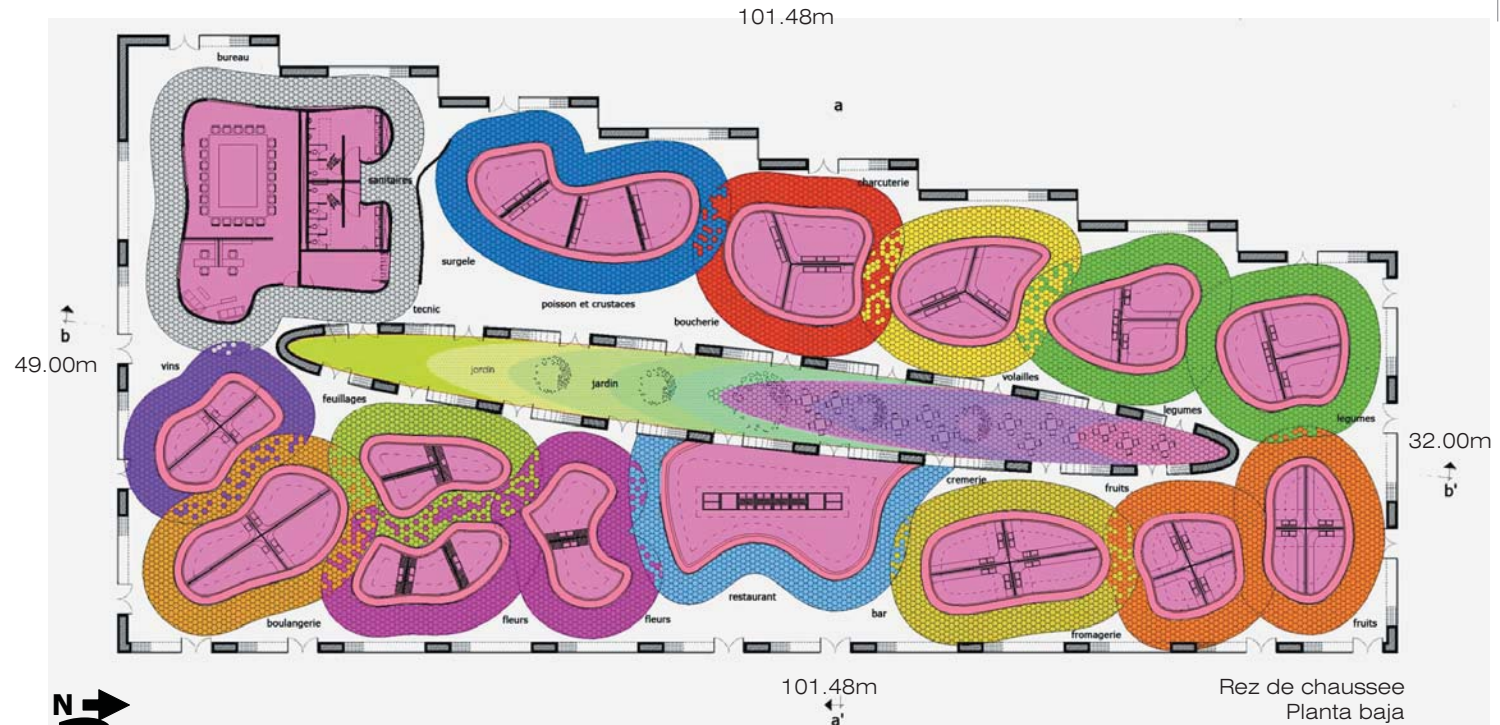 101.48m
bureau
a
sanitaires
charcuterie
surgele
poisson et crustaces
tecnic
boucherie
b
49.00m
vins
jardin
jardin
volailles
feuillages
legumes
legumes
32.00m
b'
cremerie
fruits
restaurant
bar
boulangerie
fleurs
fleurs
fromagerie
fruits
101.48m
a'
N
Rez de chaussee
Planta baja